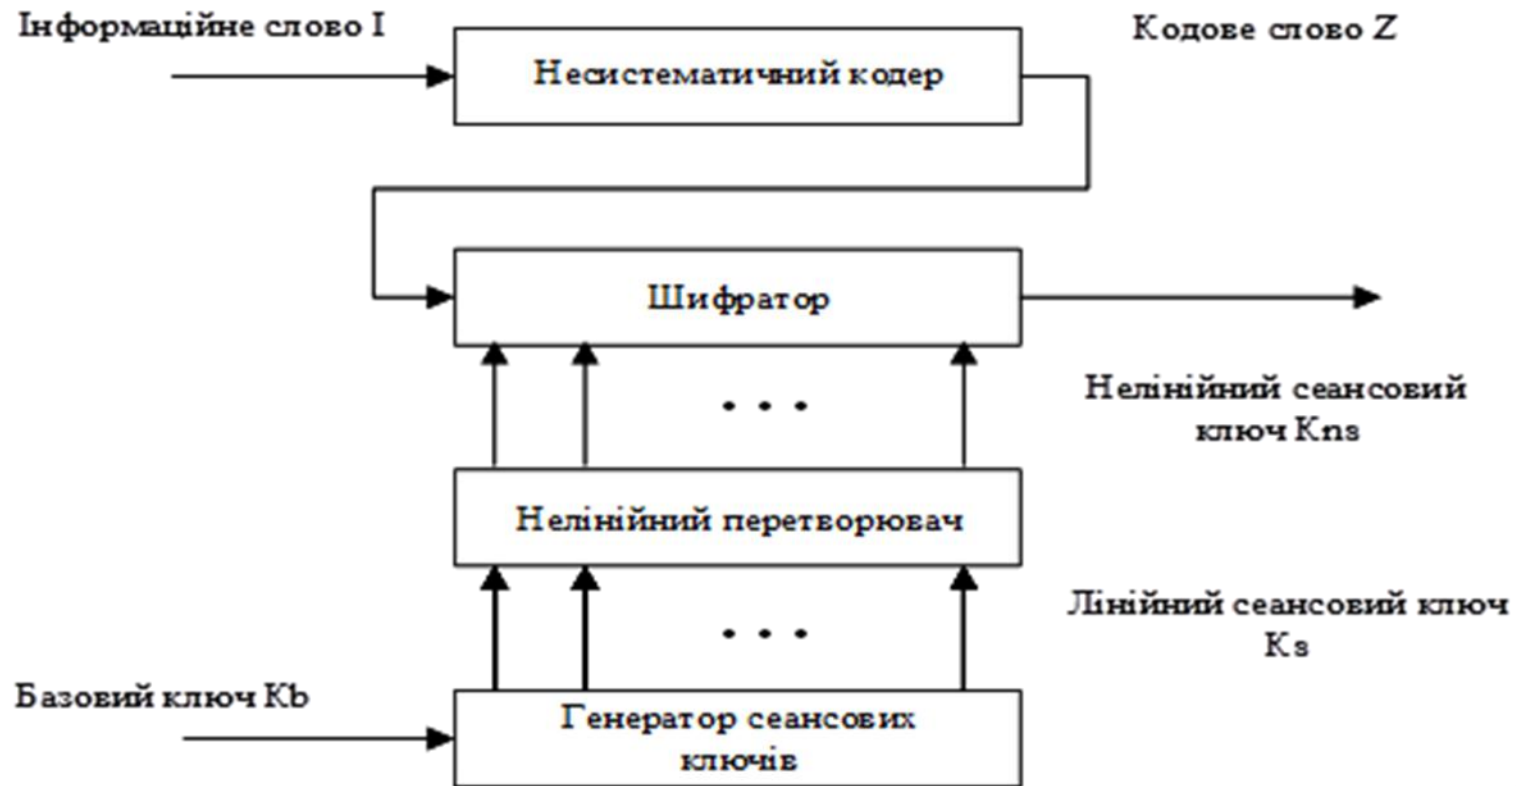 Інформаційне слово I
Кодове слово Z
Несистематичний кодер
Шифратор
Нелінійний сеансовий
ключ Kns
Нелінійний перетворювач
Лінійний сеансовий ключ
Ks
Базовий ключ Kb
Генератор сеансових
ключів